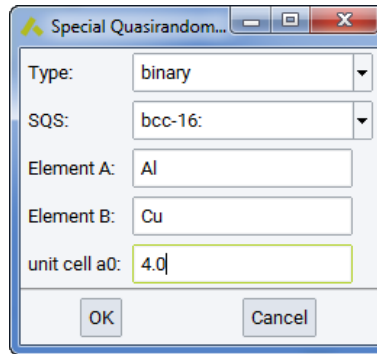 Special Quasirandom...
Type: binary
SQS: bcc-16:
Element A: Al
Element B: Cu
unit cell a0: 4.0
OK Cancel